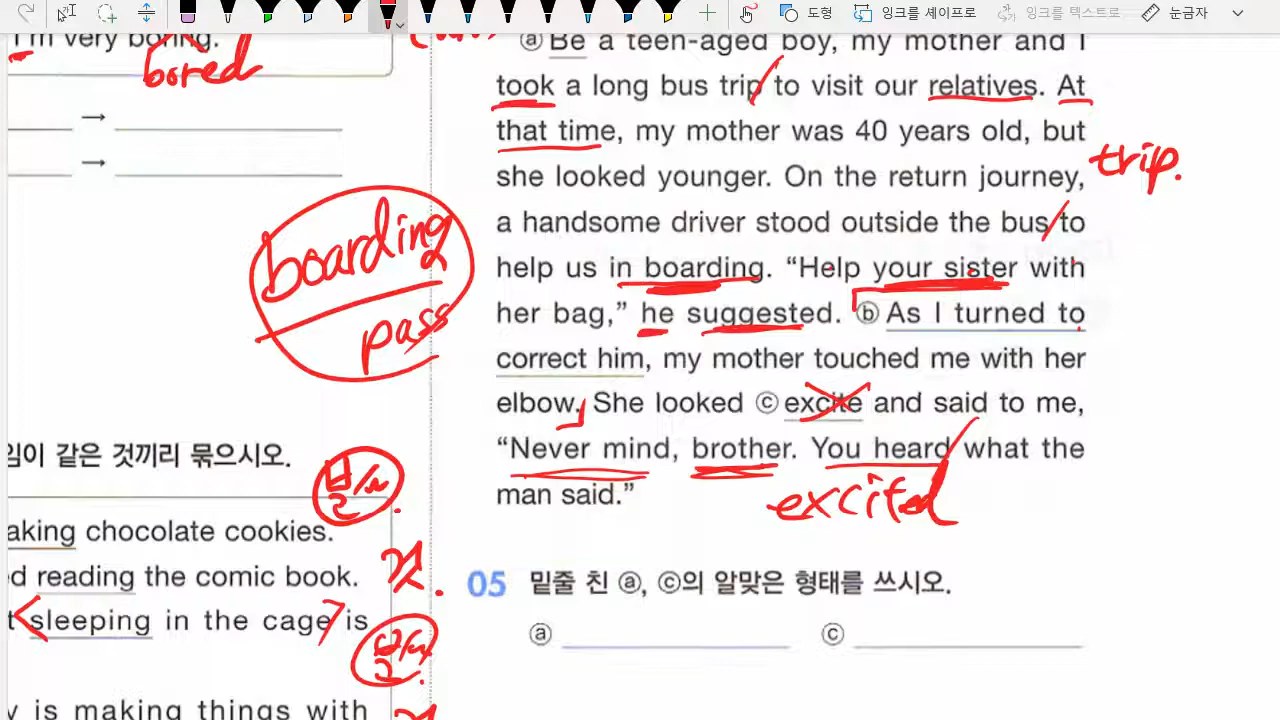 도형
잉크를 셰이프로
잉크를 텍스트로
눈금자
I'm very boring.
bored
→
→
boarding
pass
임이 같은 것끼리 묶으시오.
aking chocolate cookies.
d reading the comic book.
t <sleeping in the cage> is
y is making things with
ⓐ Be a teen-aged boy, my mother and I
took a long bus trip / to visit our relatives. At
that time, my mother was 40 years old, but
she looked younger. On the return journey,
trip.
a handsome driver stood outside the bus / to
help us in boarding. “Help your sister with
her bag,” he suggested. ⓑ As I turned to
correct him, my mother touched me with her
elbow. She looked ⓒ excite and said to me,
“Never mind, brother. You heard / what the
man said.”
excited
05 밑줄 친 ⓐ, ⓒ의 알맞은 형태를 쓰시오.
ⓐ ⓒ